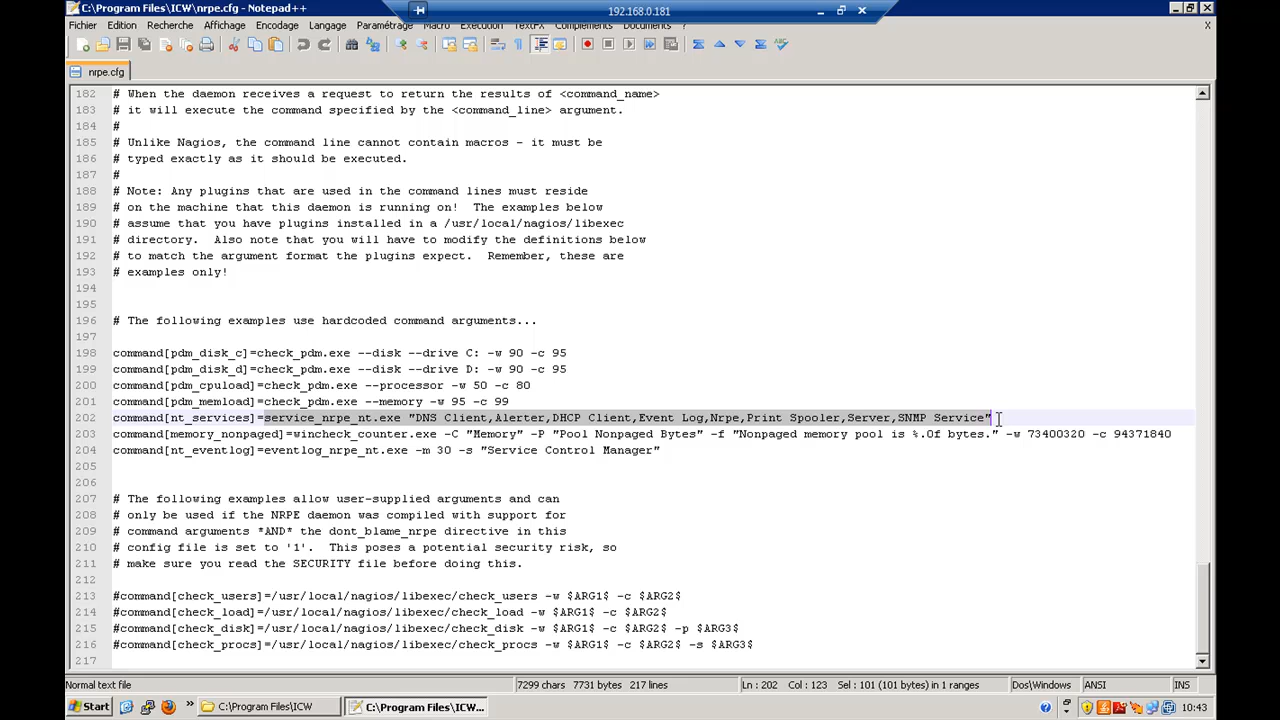 C:\Program Files\ICW\nrpe.cfg - Notepad++
192.168.0.181
Fichier Edition Recherche Affichage Encodage Langage Paramétrage Macro Exécution TextFX Compléments Documents ?
X
nrpe.cfg
182 # When the daemon receives a request to return the results of <command_name>
183 # it will execute the command specified by the <command_line> argument.
184 #
185 # Unlike Nagios, the command line cannot contain macros - it must be
186 # typed exactly as it should be executed.
187 #
188 # Note: Any plugins that are used in the command lines must reside
189 # on the machine that this daemon is running on!  The examples below
190 # assume that you have plugins installed in a /usr/local/nagios/libexec
191 # directory.  Also note that you will have to modify the definitions below
192 # to match the argument format the plugins expect.  Remember, these are
193 # examples only!
194
195
196 # The following examples use hardcoded command arguments...
197
198 command[pdm_disk_c]=check_pdm.exe --disk --drive C: -w 90 -c 95
199 command[pdm_disk_d]=check_pdm.exe --disk --drive D: -w 90 -c 95
200 command[pdm_cpuload]=check_pdm.exe --processor -w 50 -c 80
201 command[pdm_memload]=check_pdm.exe --memory -w 95 -c 99
202 command[nt_services]=service_nrpe_nt.exe "DNS Client,Alerter,DHCP Client,Event Log,Nrpe,Print Spooler,Server,SNMP Service"
203 command[memory_nonpaged]=wincheck_counter.exe -C "Memory" -P "Pool Nonpaged Bytes" -f "Nonpaged memory pool is %.0f bytes." -w 73400320 -c 94371840
204 command[nt_eventlog]=eventlog_nrpe_nt.exe -m 30 -s "Service Control Manager"
205
206
207 # The following examples allow user-supplied arguments and can
208 # only be used if the NRPE daemon was compiled with support for
209 # command arguments *AND* the dont_blame_nrpe directive in this
210 # config file is set to '1'.  This poses a potential security risk, so
211 # make sure you read the SECURITY file before doing this.
212
213 #command[check_users]=/usr/local/nagios/libexec/check_users -w $ARG1$ -c $ARG2$
214 #command[check_load]=/usr/local/nagios/libexec/check_load -w $ARG1$ -c $ARG2$
215 #command[check_disk]=/usr/local/nagios/libexec/check_disk -w $ARG1$ -c $ARG2$ -p $ARG3$
216 #command[check_procs]=/usr/local/nagios/libexec/check_procs -w $ARG1$ -c $ARG2$ -s $ARG3$
217
Normal text file 7299 chars 7731 bytes 217 lines Ln : 202 Col : 123 Sel : 101 (101 bytes) in 1 ranges Dos\Windows ANSI INS
Start » C:\Program Files\ICW C:\Program Files\ICW... 10:43